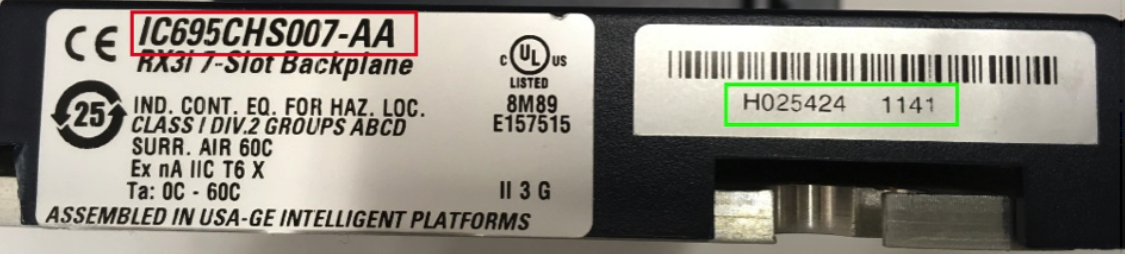 CE IC695CHS007-AA
RX3i 7-Slot Backplane
C UL US
LISTED
25 IND. CONT. EQ. FOR HAZ. LOC. 8M89
CLASS I DIV.2 GROUPS ABCD E157515
SURR. AIR 60C
Ex nA IIC T6 X
Ta: 0C - 60C II 3 G
ASSEMBLED IN USA-GE INTELLIGENT PLATFORMS
H025424 1141